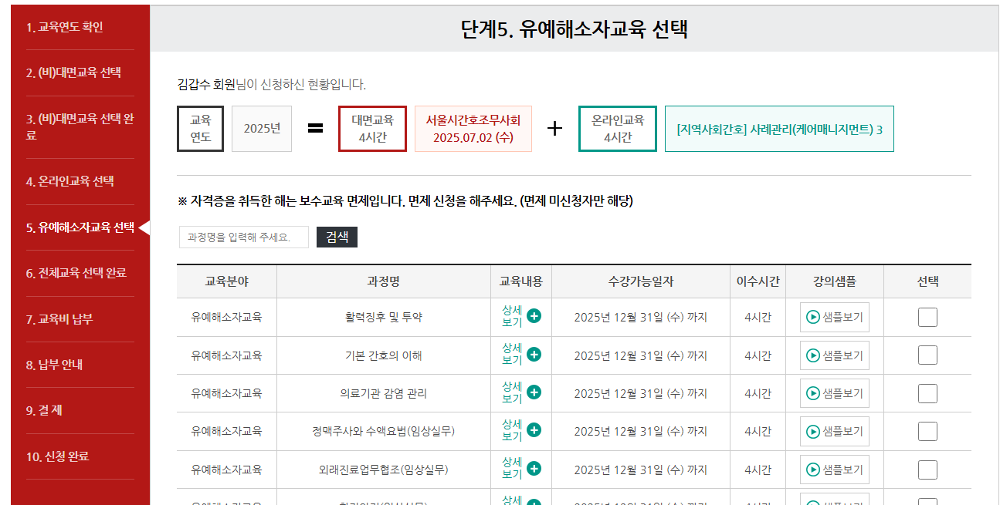 1. 교육연도 확인
2. (비)대면교육 선택
3. (비)대면교육 선택 완
료
4. 온라인교육 선택
5. 유예해소자교육 선택
6. 전체교육 선택 완료
7. 교육비 납부
8. 납부 안내
9. 결 제
10. 신청 완료
단계5. 유예해소자교육 선택
김갑수 회원님이 신청하신 현황입니다.
교육
연도
2025년
=
대면교육
4시간
서울시간호조무사회
2025.07.02 (수)
+
온라인교육
4시간
[지역사회간호] 사례관리(케어매니지먼트) 3
※ 자격증을 취득한 해는 보수교육 면제입니다. 면제 신청을 해주세요. (면제 미신청자만 해당)
과정명을 입력해 주세요. 검색
교육분야 과정명 교육내용 수강가능일자 이수시간 강의샘플 선택
유예해소자교육 활력징후 및 투약 상세 보기 2025년 12월 31일 (수) 까지 4시간 샘플보기
유예해소자교육 기본 간호의 이해 상세 보기 2025년 12월 31일 (수) 까지 4시간 샘플보기
유예해소자교육 의료기관 감염 관리 상세 보기 2025년 12월 31일 (수) 까지 4시간 샘플보기
유예해소자교육 정맥주사와 수액요법(임상실무) 상세 보기 2025년 12월 31일 (수) 까지 4시간 샘플보기
유예해소자교육 외래진료업무협조(임상실무) 상세 보기 2025년 12월 31일 (수) 까지 4시간 샘플보기
상세